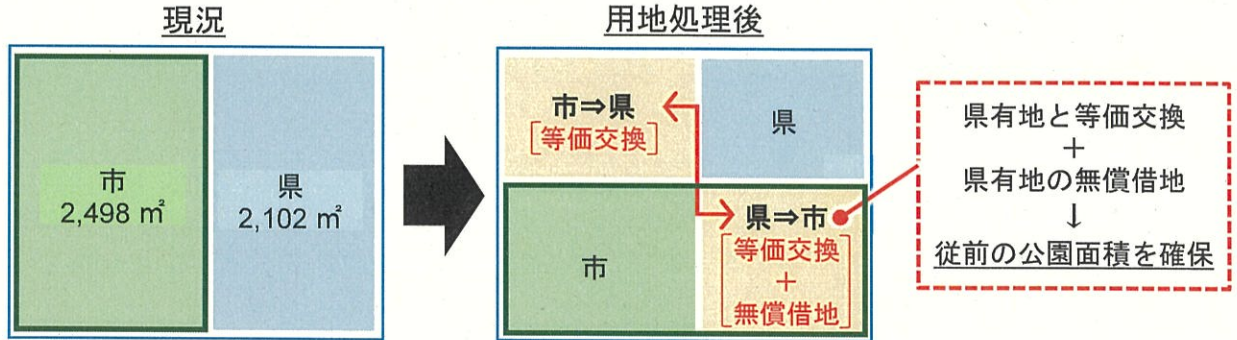 現況
市
2,498 ㎡
県
2,102 ㎡
用地処理後
市⇒県
[等価交換]
県
市
県⇒市
[等価交換
+
無償借地]
県有地と等価交換
+
県有地の無償借地
↓
従前の公園面積を確保